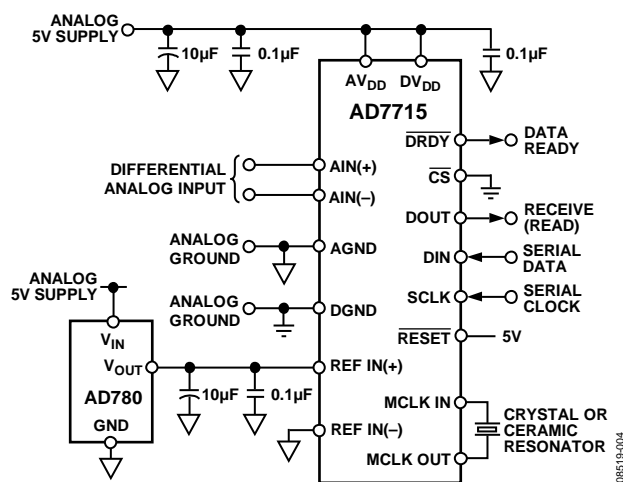 ANALOG
5V SUPPLY
10µF
0.1µF
0.1µF
AVDD
DVDD
AD7715
DRDY
DATA
READY
DIFFERENTIAL
ANALOG INPUT
AIN(+)
AIN(–)
CS
DOUT
RECEIVE
(READ)
ANALOG
GROUND
AGND
DIN
SERIAL
DATA
ANALOG
5V SUPPLY
ANALOG
GROUND
DGND
SCLK
SERIAL
CLOCK
RESET
5V
VIN
VOUT
REF IN(+)
AD780
10µF
0.1µF
GND
MCLK IN
CRYSTAL OR
CERAMIC
RESONATOR
REF IN(–)
MCLK OUT
08519-004